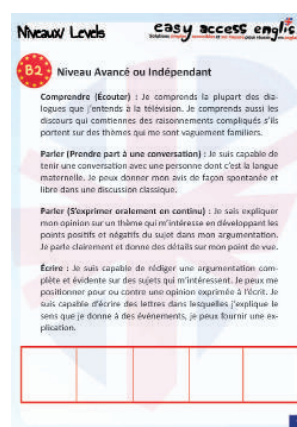 Niveaux/ Levels
easy access englis
B2
Niveau Avancé ou Indépendant
Comprendre (Écouter) : Je comprends la plupart des dia-
logues que j'entends à la télévision. Je comprends aussi les
discours qui contiennes des raisonnements compliqués s'ils
portent sur des thèmes qui me sont vaguement familiers.
Parler (Prendre part à une conversation) : Je suis capable de
tenir une conversation avec une personne dont c'est la langue
maternelle. Je peux donner mon avis de façon spontanée et
libre dans une discussion classique.
Parler (S'exprimer oralement en continu) : Je sais expliquer
mon opinion sur un thème qui m'intéresse en développant les
points positifs et négatifs du sujet dans mon argumentation.
Je parle clairement et donne des détails sur mon point de vue.
Écrire : Je suis capable de rédiger une argumentation com-
plète et évidente sur des sujets qui m'intéressent. Je peux me
positionner pour ou contre une opinion exprimée à l'écrit. Je
suis capable d'écrire des lettres dans lesquelles j'explique le
sens que je donne à des événements, je peux fournir une ex-
plication.